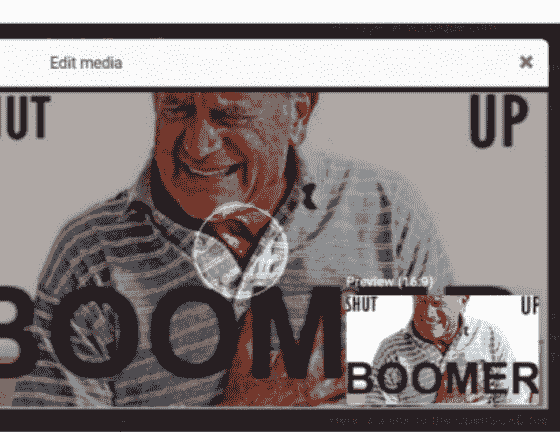 Edit media ×
HUT UP
BOOM R
Preview (16:9)
SHUT UP
BOOMER